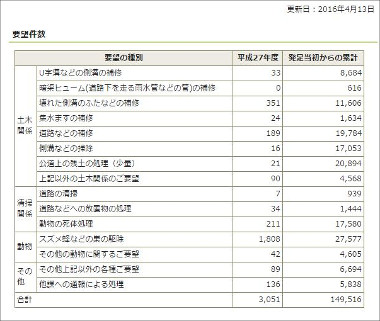 更新日：2016年4月13日
要望件数
要望の種別 平成27年度 発足当初からの累計
土木関係
U字溝などの側溝の補修 33 8,684
暗渠ヒューム(道路下を走る雨水管などの管)の補修 0 616
壊れた側溝のふたなどの補修 351 11,606
集水ますの補修 24 1,634
道路などの補修 189 19,784
側溝などの掃除 16 17,053
公道上の残土の処理（少量） 21 20,894
上記以外の土木関係のご要望 90 4,568
清掃関係
道路の清掃 7 939
道路などへの放置物の処理 34 1,444
動物の死体処理 211 17,580
動物
スズメ蜂などの巣の駆除 1,808 27,577
その他の動物に関するご要望 42 4,605
その他
その他上記以外の各種ご要望 89 6,694
他課への通報による処理 136 5,838
合計 3,051 149,516